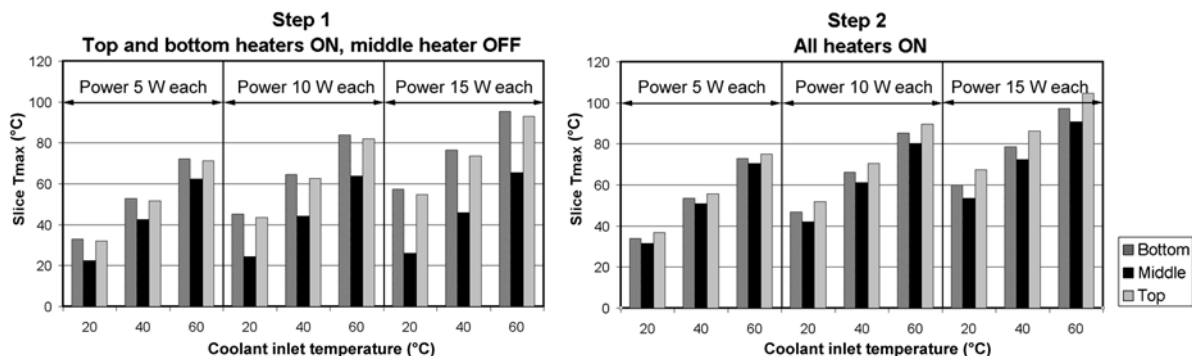 Step 1
Top and bottom heaters ON, middle heater OFF
Slice Tmax (°C)
120
100
80
60
40
20
0
Power 5 W each
Power 10 W each
Power 15 W each
20 40 60 20 40 60 20 40 60
Coolant inlet temperature (°C)
Step 2
All heaters ON
Slice Tmax (°C)
120
100
80
60
40
20
0
Power 5 W each
Power 10 W each
Power 15 W each
20 40 60 20 40 60 20 40 60
Coolant inlet temperature (°C)
Bottom
Middle
Top